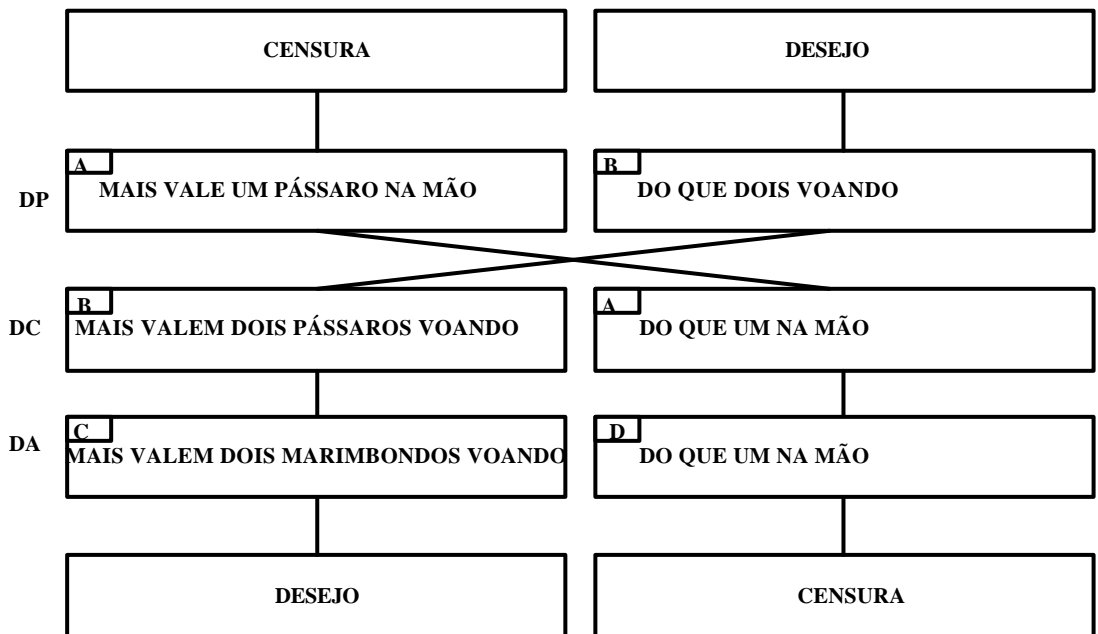 CENSURA
DESEJO
A
B
DP
MAIS VALE UM PÁSSARO NA MÃO
DO QUE DOIS VOANDO
B
A
DC
MAIS VALEM DOIS PÁSSAROS VOANDO
DO QUE UM NA MÃO
C
D
DA
MAIS VALEM DOIS MARIMBONDOS VOANDO
DO QUE UM NA MÃO
DESEJO
CENSURA